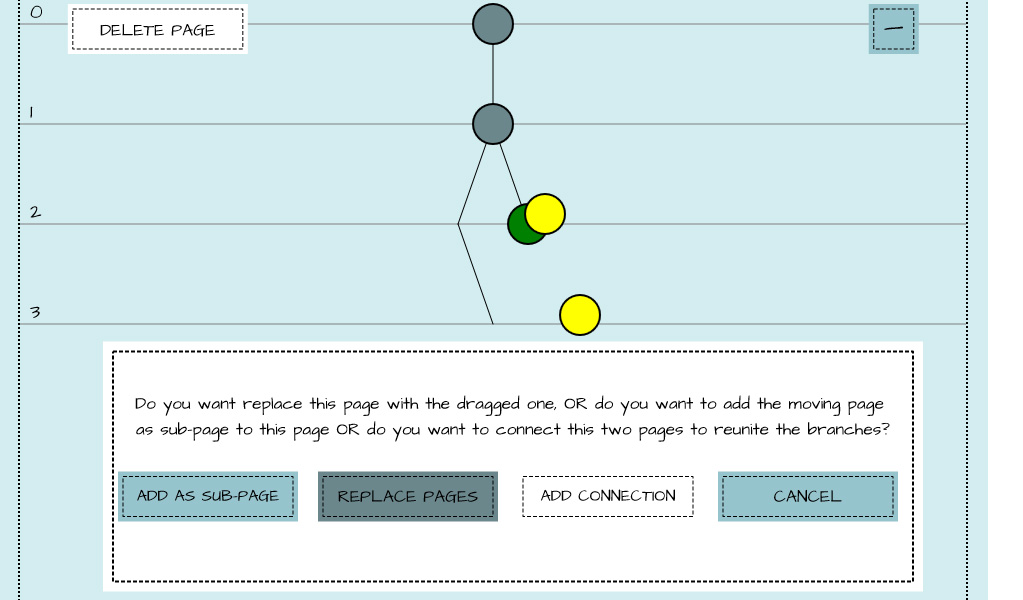 0
DELETE PAGE
1
2
3
Do you want replace this page with the dragged one, OR do you want to add the moving page
as sub-page to this page OR do you want to connect this two pages to reunite the branches?
ADD AS SUB-PAGE
REPLACE PAGES
ADD CONNECTION
CANCEL